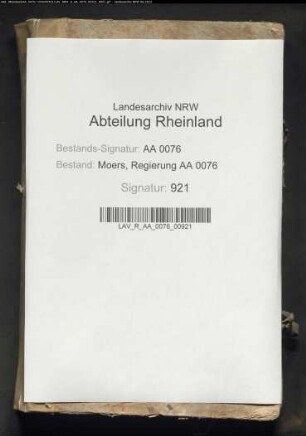 Landesarchiv NRW
Abteilung Rheinland
Bestands-Signatur: AA 0076
Bestand: Moers, Regierung AA 0076
Signatur: 921
LAV_R_AA_0076_00921